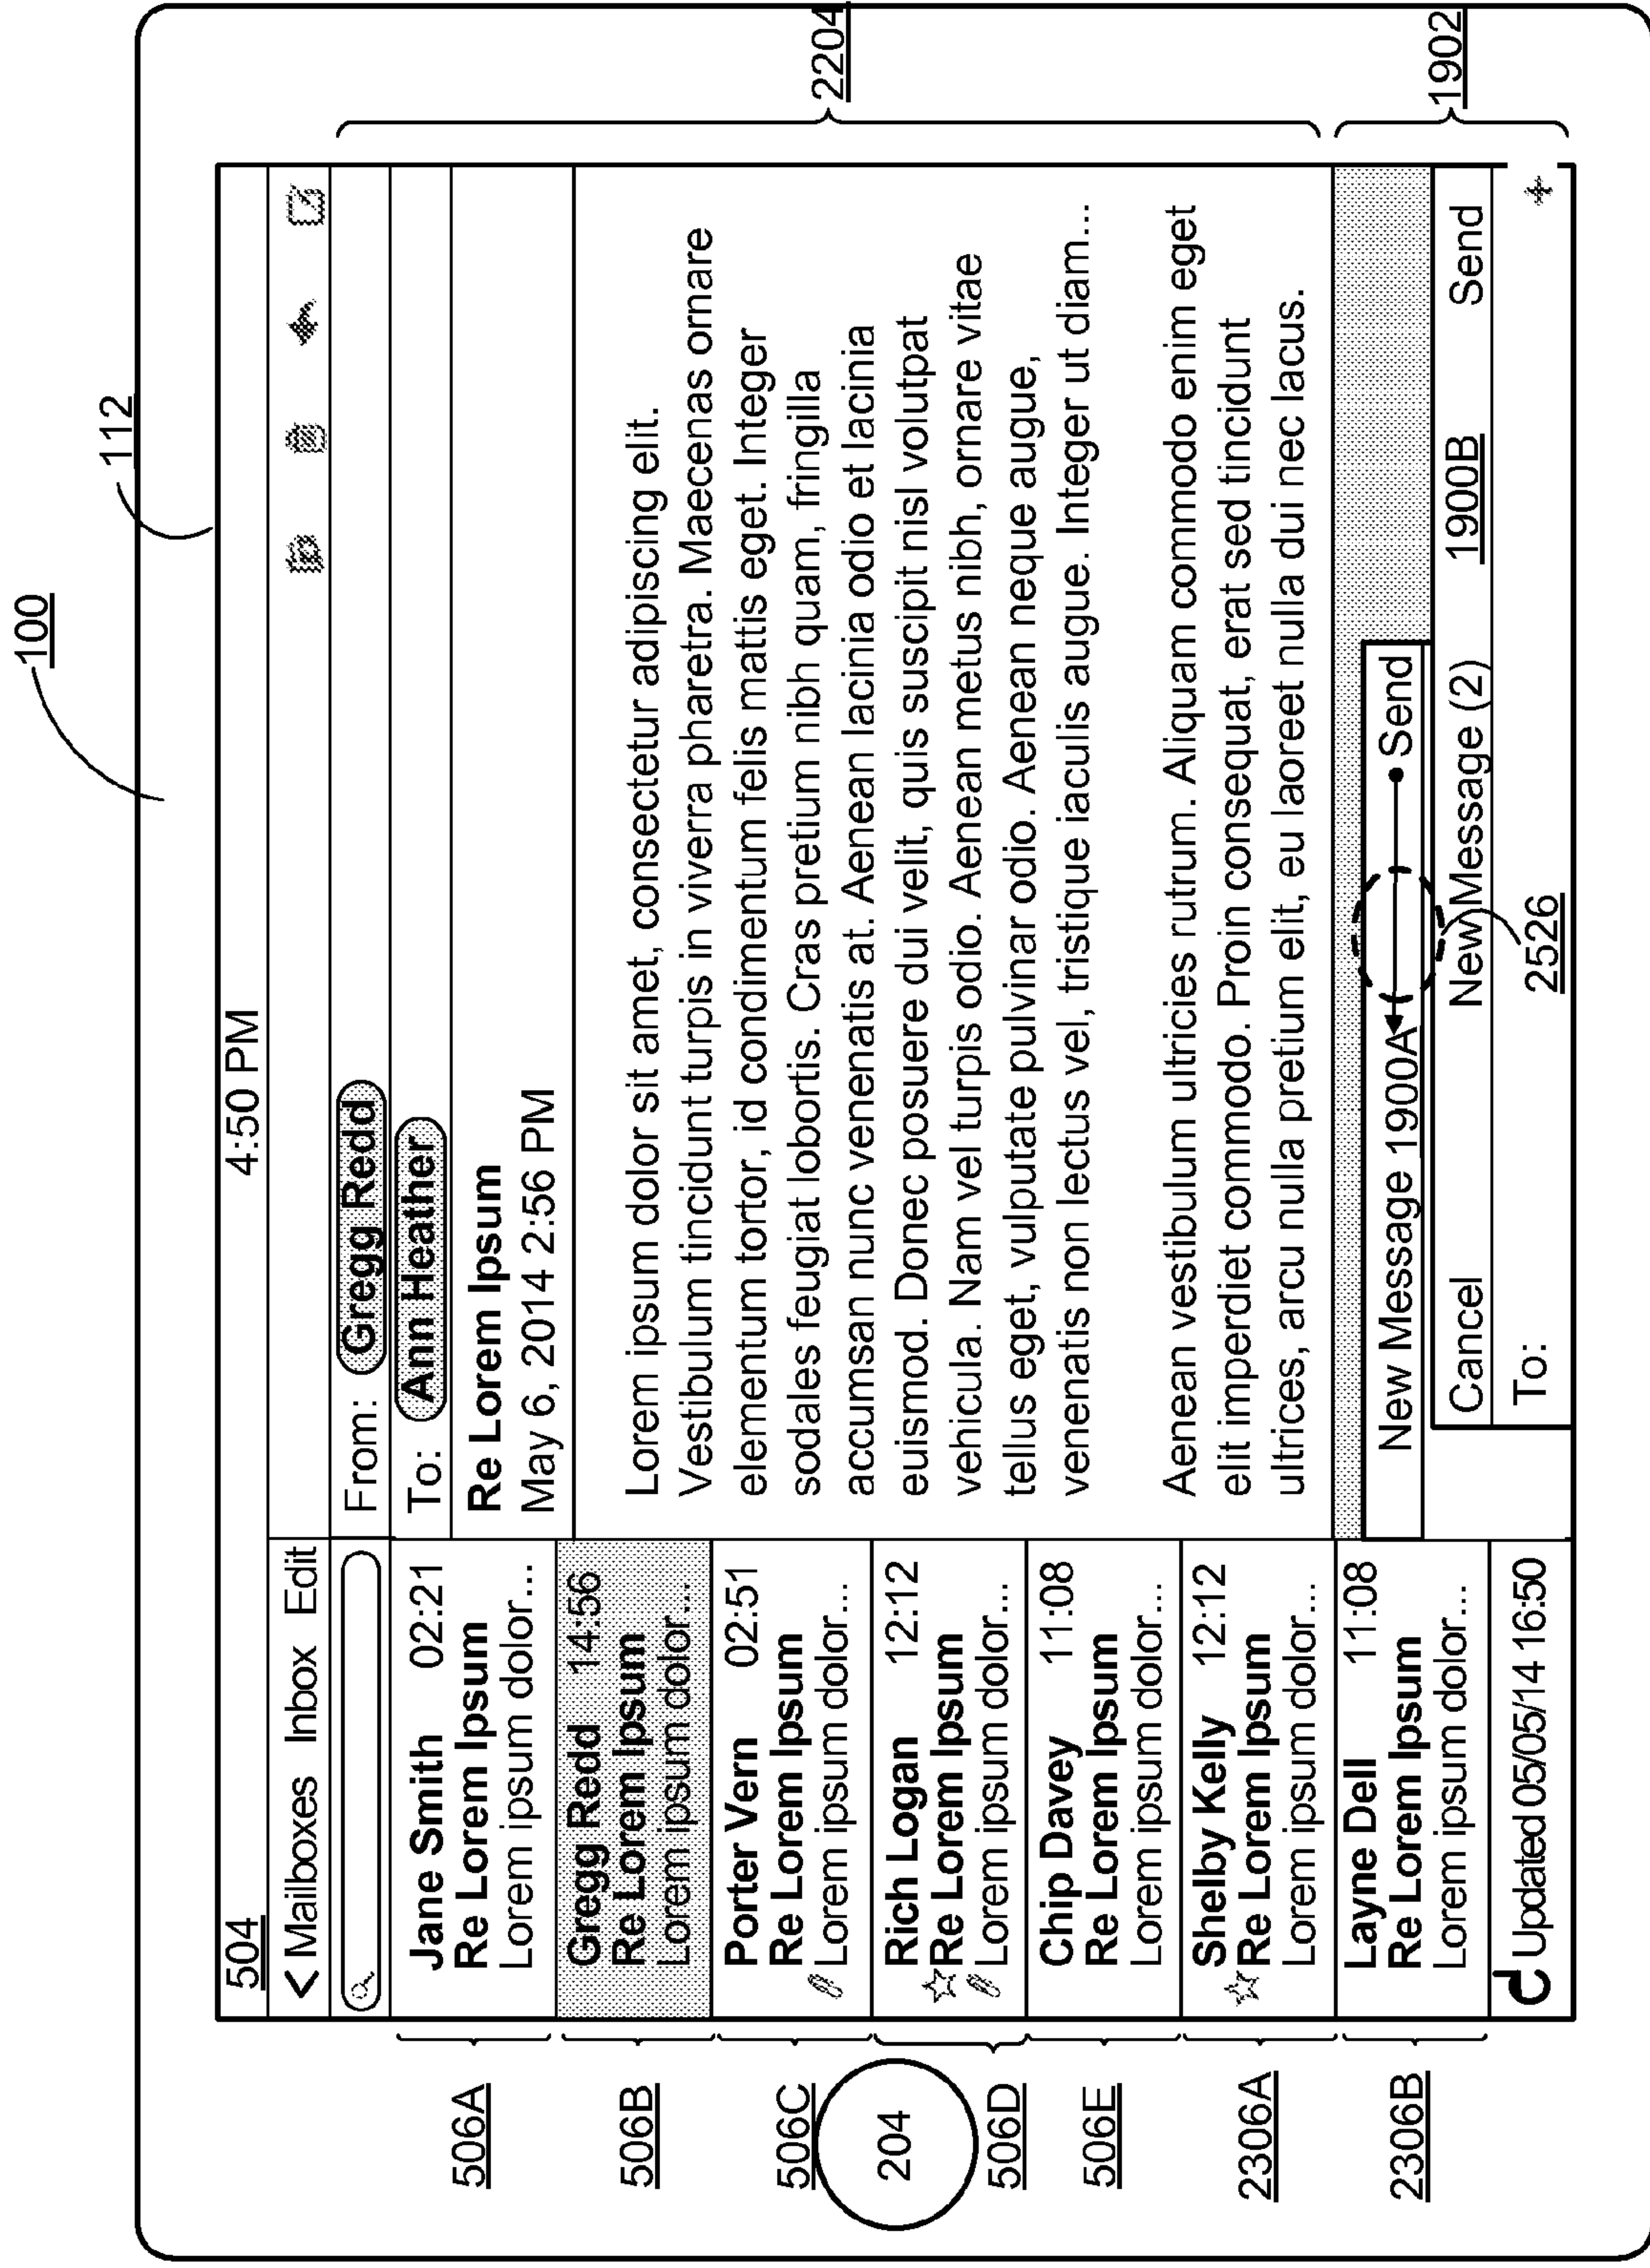 100
112
504
4:50 PM
< Mailboxes Inbox Edit
From: Gregg Redd
To: Ann Heather
Re Lorem Ipsum
May 6, 2014 2:56 PM
Jane Smith 02:21
Re Lorem Ipsum
Lorem ipsum dolor...
Gregg Redd 14:56
Re Lorem Ipsum
Lorem ipsum dolor...
Porter Vern 02:51
Re Lorem Ipsum
Lorem ipsum dolor...
Rich Logan 12:12
Re Lorem Ipsum
Lorem ipsum dolor...
Chip Davey 11:08
Re Lorem Ipsum
Lorem ipsum dolor...
Shelby Kelly 12:12
Re Lorem Ipsum
Lorem ipsum dolor...
Layne Dell 11:08
Re Lorem Ipsum
Lorem ipsum dolor...
Updated 05/05/14 16:50
Lorem ipsum dolor sit amet, consectetur adipiscing elit.
Vestibulum tincidunt turpis in viverra pharetra. Maecenas ornare
elementum tortor, id condimentum felis mattis eget. Integer
sodales feugiat lobortis. Cras pretium nibh quam, fringilla
accumsan nunc venenatis at. Aenean lacinia odio et lacinia
euismod. Donec posuere dui velit, quis suscipit nisl volutpat
vehicula. Nam vel turpis odio. Aenean metus nibh, ornare vitae
tellus eget, vulputate pulvinar odio. Aenean neque augue,
venenatis non lectus vel, tristique iaculis augue. Integer ut diam...
Aenean vestibulum ultricies rutrum. Aliquam commodo enim eget
elit imperdiet commodo. Proin consequat, erat sed tincidunt
ultrices, arcu nulla pretium elit, eu laoreet nulla dui nec lacus.
New Message 1900A Send
Cancel New Message (2) 1900B Send
To: +
2526
506A
506B
506C
204
506D
506E
2306A
2306B
2204
1902